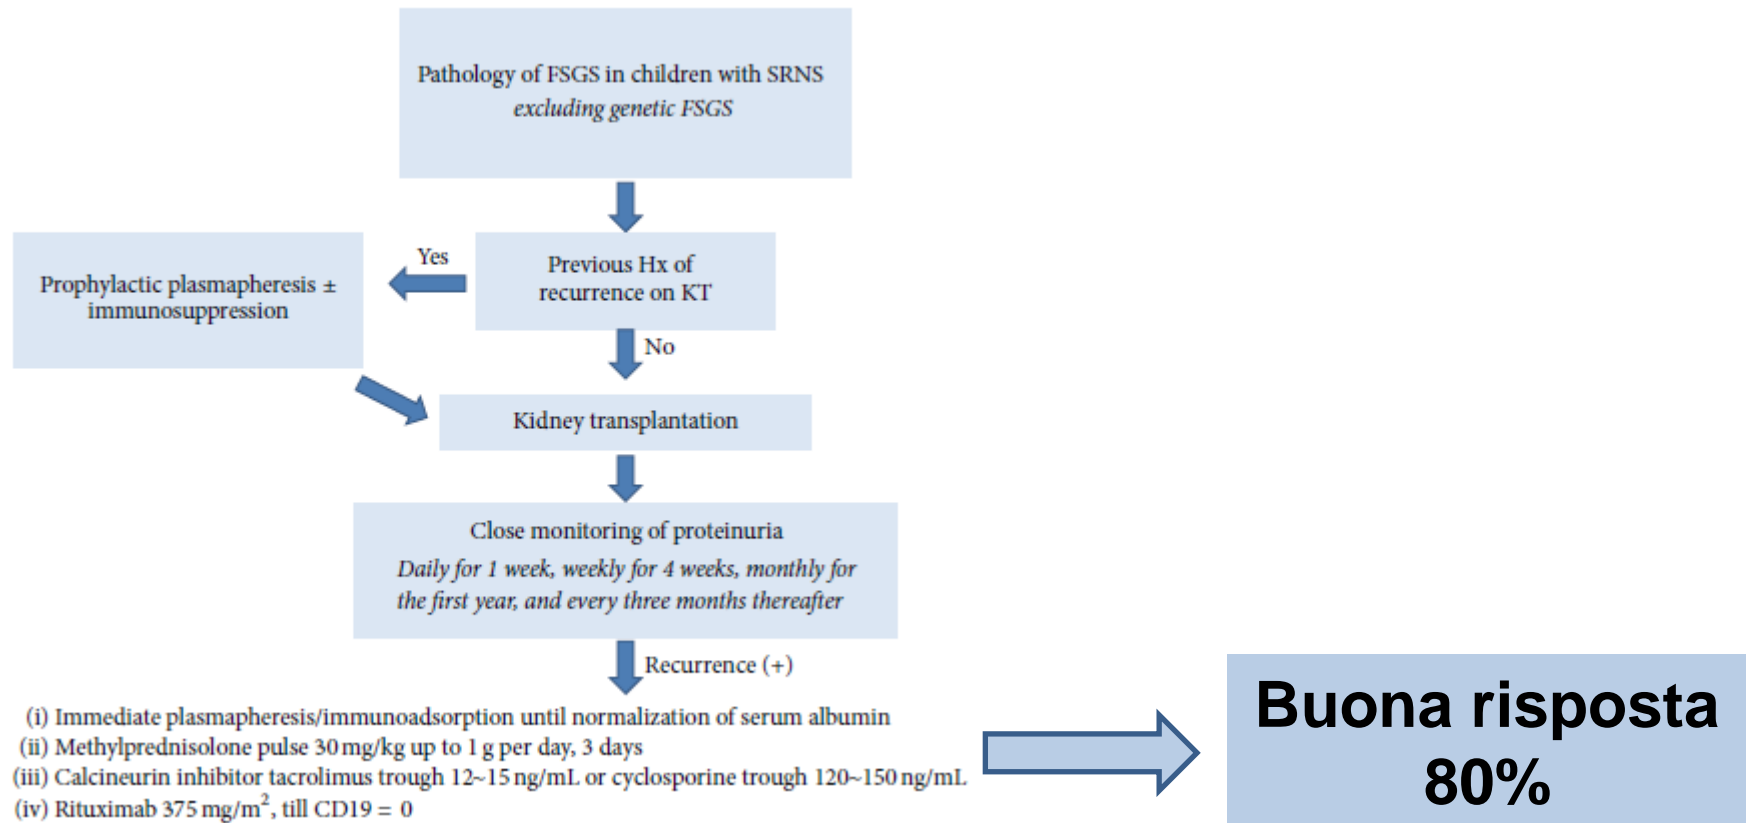 Pathology of FSGS in children with SRNS
excluding genetic FSGS
Yes
Previous Hx of
recurrence on KT
Prophylactic plasmapheresis ±
immunosuppression
No
Kidney transplantation
Close monitoring of proteinuria
Daily for 1 week, weekly for 4 weeks, monthly for
the first year, and every three months thereafter
Recurrence (+)
(i) Immediate plasmapheresis/immunoadsorption until normalization of serum albumin
(ii) Methylprednisolone pulse 30 mg/kg up to 1 g per day, 3 days
(iii) Calcineurin inhibitor tacrolimus trough 12~15 ng/mL or cyclosporine trough 120~150 ng/mL
(iv) Rituximab 375 mg/m², till CD19 = 0
Buona risposta
80%